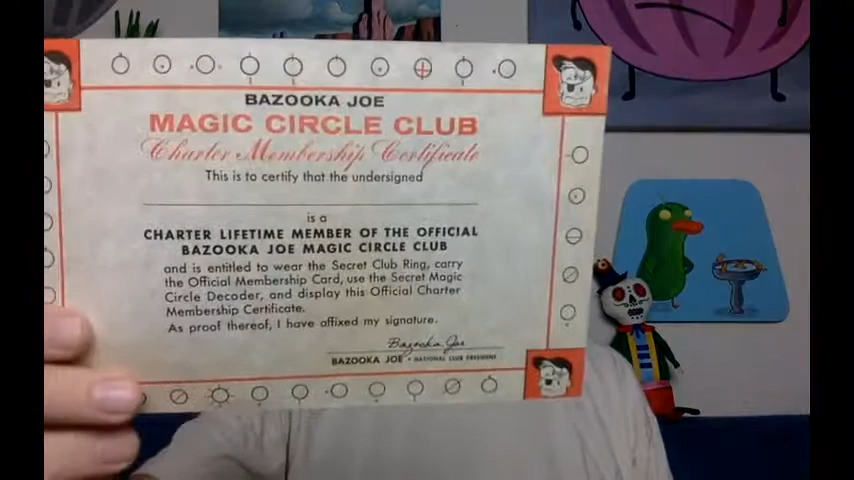 BAZOOKA JOE
MAGIC CIRCLE CLUB
Charter Membership Certificate
This is to certify that the undersigned
is a
CHARTER LIFETIME MEMBER OF THE OFFICIAL
BAZOOKA JOE MAGIC CIRCLE CLUB
and is entitled to wear the Secret Club Ring, carry
the Official Membership Card, use the Secret Magic
Circle Decoder, and display this Official Charter
Membership Certificate.
As proof thereof, I have affixed my signature.
Bazooka Joe
BAZOOKA JOE • NATIONAL CLUB PRESIDENT